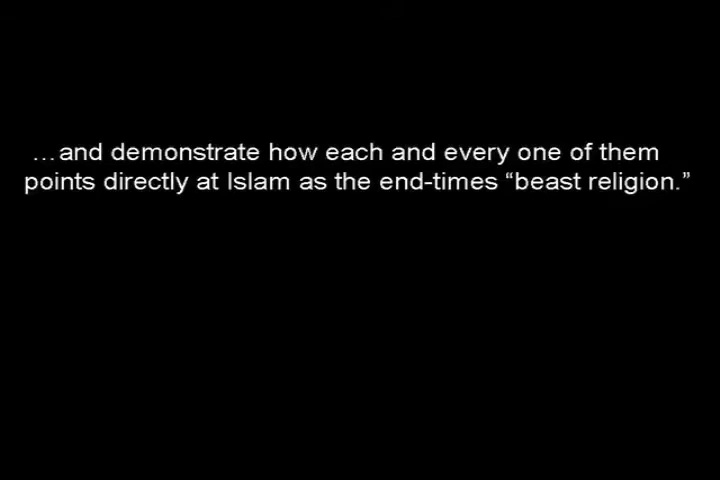 …and demonstrate how each and every one of them
points directly at Islam as the end-times “beast religion.”